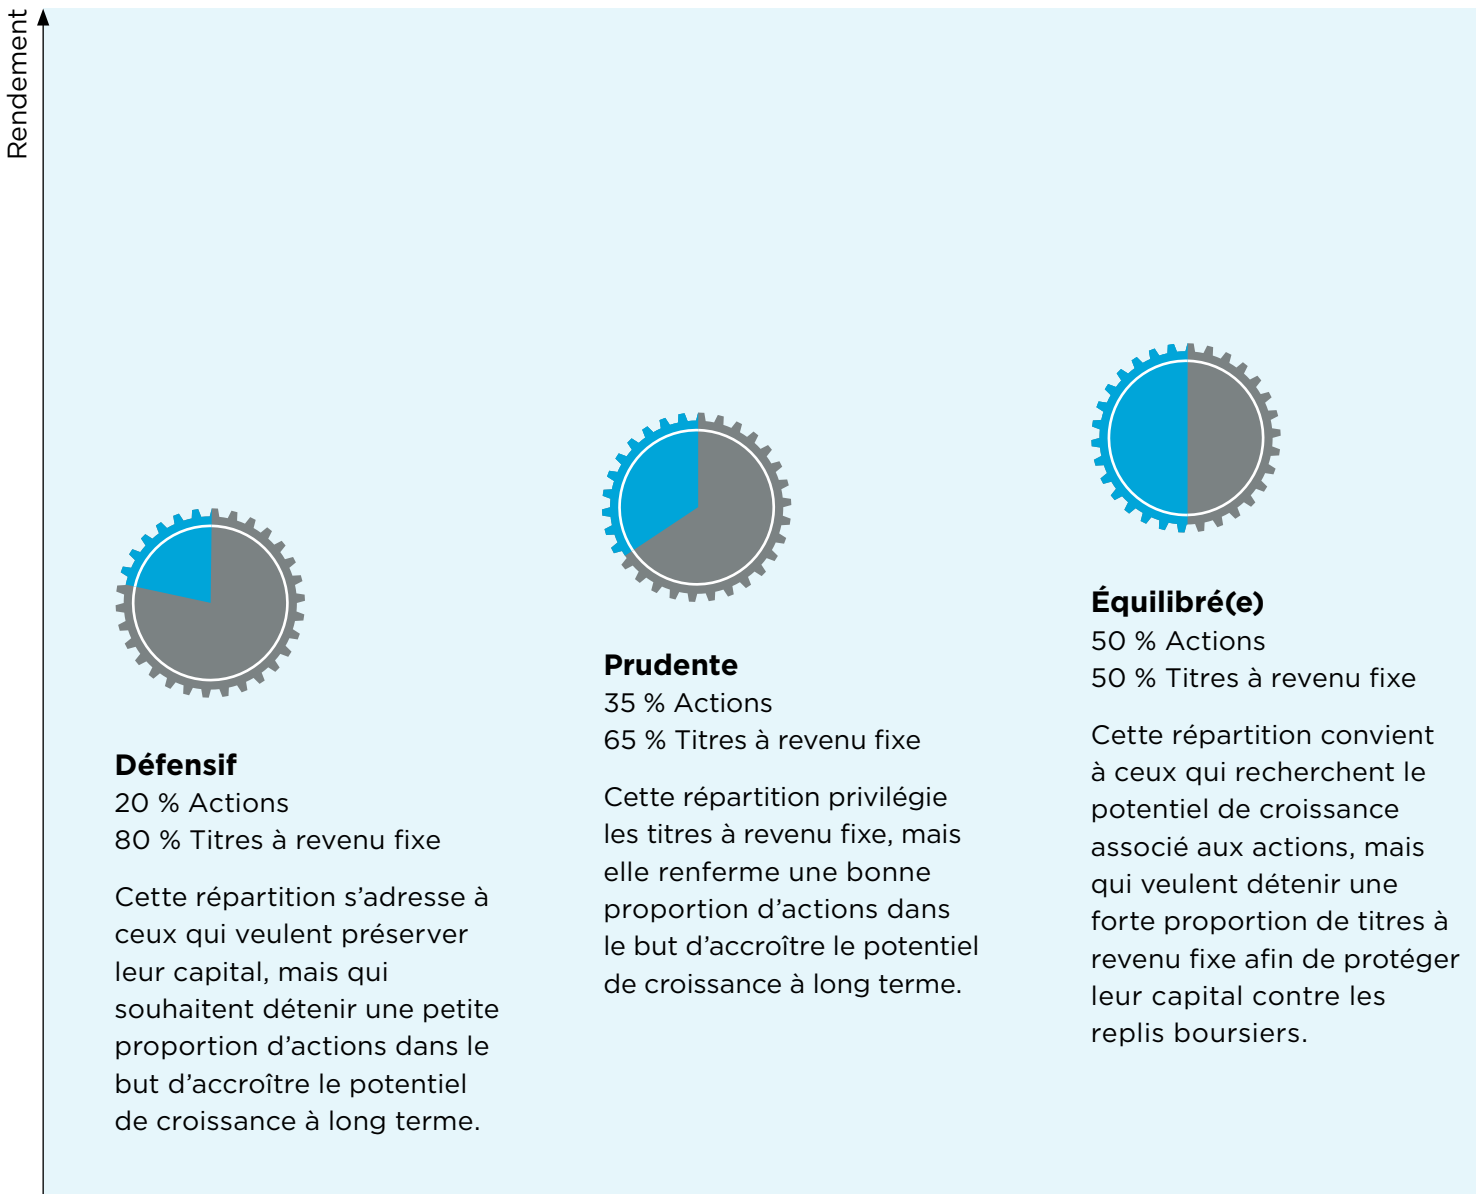 Rendement
Défensif
20 % Actions
80 % Titres à revenu fixe
Cette répartition s’adresse à
ceux qui veulent préserver
leur capital, mais qui
souhaitent détenir une petite
proportion d’actions dans le
but d’accroître le potentiel
de croissance à long terme.
Prudente
35 % Actions
65 % Titres à revenu fixe
Cette répartition privilégie
les titres à revenu fixe, mais
elle renferme une bonne
proportion d’actions dans
le but d’accroître le potentiel
de croissance à long terme.
Équilibré(e)
50 % Actions
50 % Titres à revenu fixe
Cette répartition convient
à ceux qui recherchent le
potentiel de croissance
associé aux actions, mais
qui veulent détenir une
forte proportion de titres à
revenu fixe afin de protéger
leur capital contre les
replis boursiers.